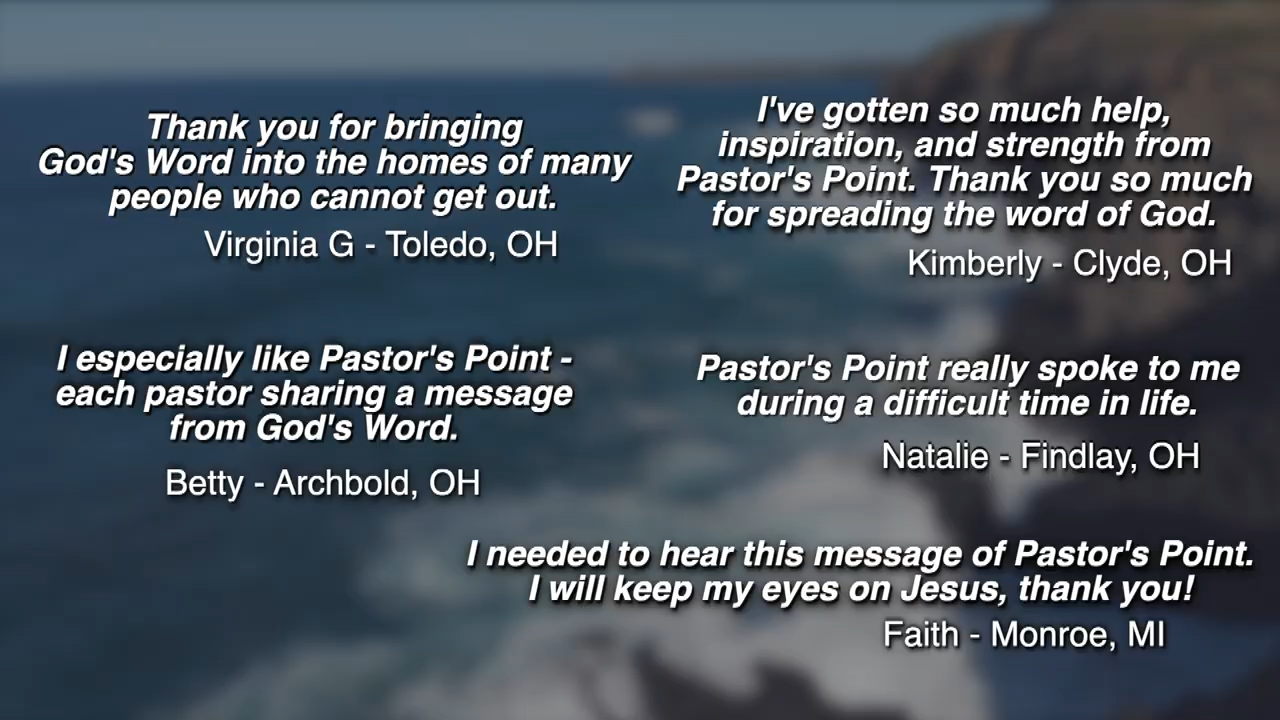 Thank you for bringing
God's Word into the homes of many
people who cannot get out.
Virginia G - Toledo, OH
I've gotten so much help,
inspiration, and strength from
Pastor's Point. Thank you so much
for spreading the word of God.
Kimberly - Clyde, OH
I especially like Pastor's Point -
each pastor sharing a message
from God's Word.
Betty - Archbold, OH
Pastor's Point really spoke to me
during a difficult time in life.
Natalie - Findlay, OH
I needed to hear this message of Pastor's Point.
I will keep my eyes on Jesus, thank you!
Faith - Monroe, MI